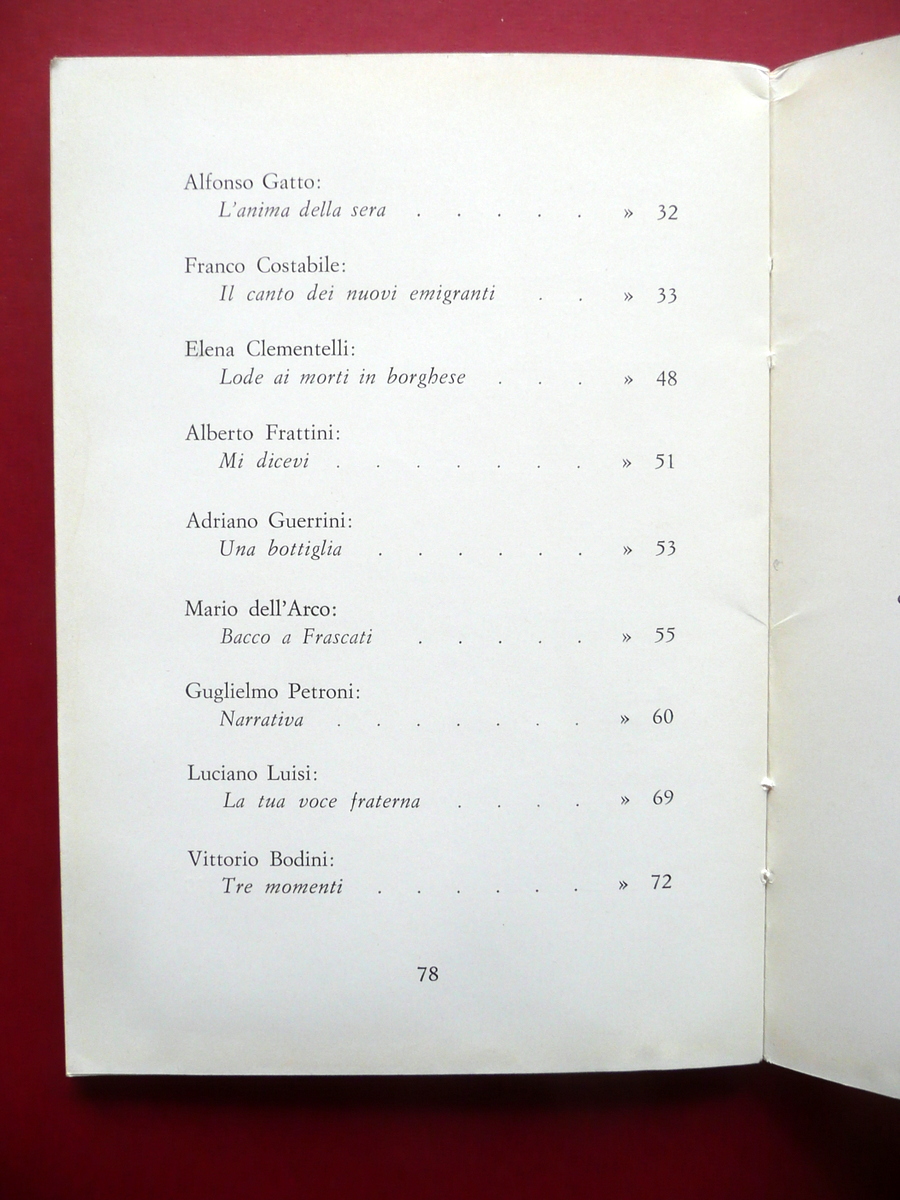 Alfonso Gatto:
L'anima della sera . . . . . » 32
Franco Costabile:
Il canto dei nuovi emigranti . . » 33
Elena Clementelli:
Lode ai morti in borghese . . . » 48
Alberto Frattini:
Mi dicevi . . . . . . . » 51
Adriano Guerrini:
Una bottiglia . . . . . . » 53
Mario dell'Arco:
Bacco a Frascati . . . . . » 55
Guglielmo Petroni:
Narrativa . . . . . . . » 60
Luciano Luisi:
La tua voce fraterna . . . . » 69
Vittorio Bodini:
Tre momenti . . . . . . » 72
78